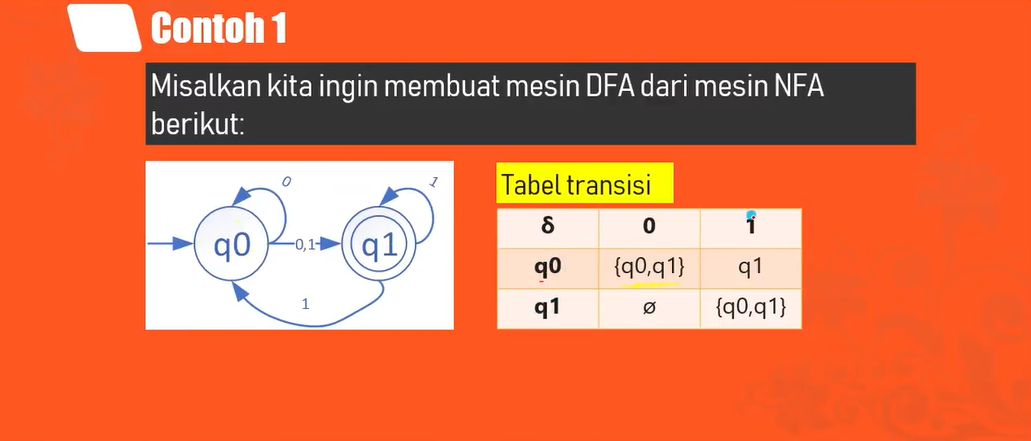 Contoh 1
Misalkan kita ingin membuat mesin DFA dari mesin NFA
berikut:
0
1
q0
0,1
q1
1
Tabel transisi
δ 0 1
q0 {q0,q1} q1
q1 ø {q0,q1}